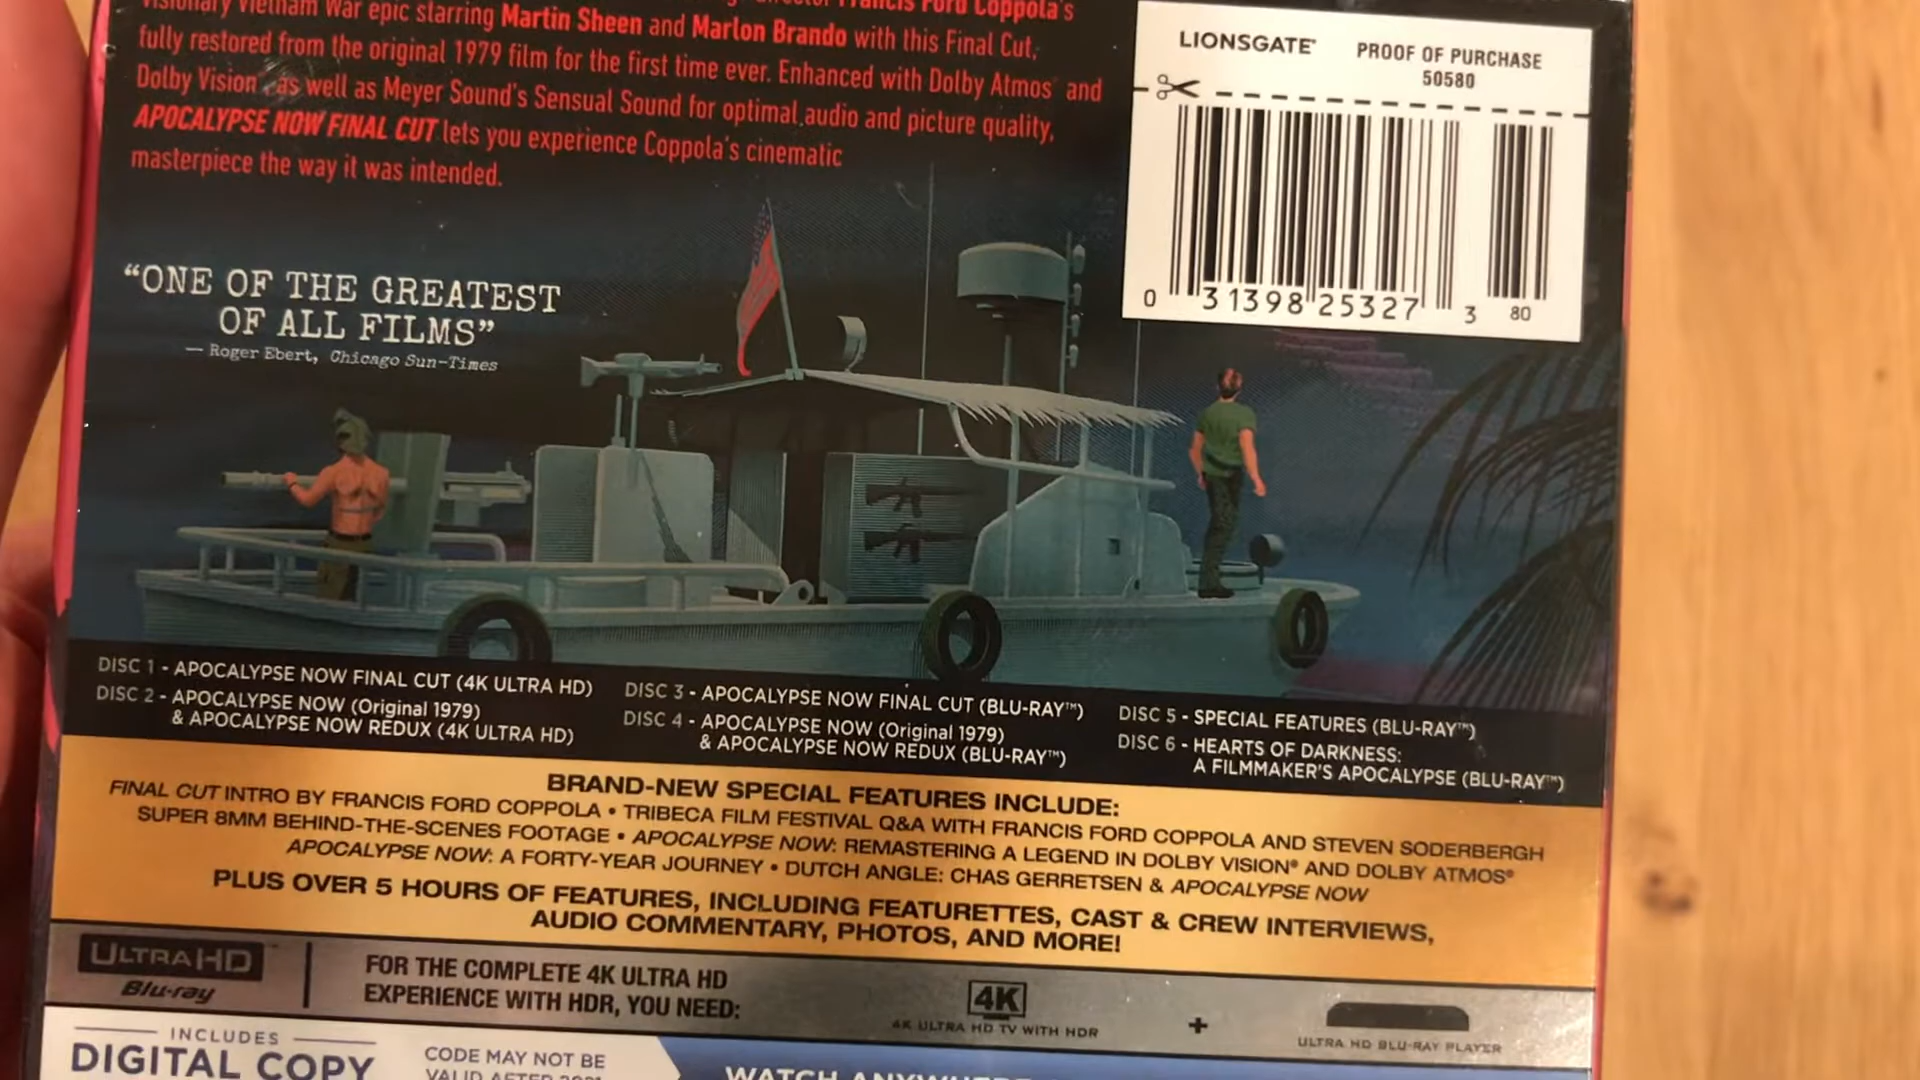 visionary Vietnam War epic starring Martin Sheen and Marlon Brando with this Final Cut,
Francis Ford Coppola's
fully restored from the original 1979 film for the first time ever. Enhanced with Dolby Atmos and
Dolby Vision as well as Meyer Sound's Sensual Sound for optimal audio and picture quality,
APOCALYPSE NOW FINAL CUT lets you experience Coppola's cinematic
masterpiece the way it was intended.
LIONSGATE
PROOF OF PURCHASE
50580
0 31398 25327 3 80
“ONE OF THE GREATEST
OF ALL FILMS”
— Roger Ebert, Chicago Sun-Times
DISC 1 - APOCALYPSE NOW FINAL CUT (4K ULTRA HD)
DISC 2 - APOCALYPSE NOW (Original 1979)
& APOCALYPSE NOW REDUX (4K ULTRA HD)
DISC 3 - APOCALYPSE NOW FINAL CUT (BLU-RAY™)
DISC 4 - APOCALYPSE NOW (Original 1979)
& APOCALYPSE NOW REDUX (BLU-RAY™)
DISC 5 - SPECIAL FEATURES (BLU-RAY™)
DISC 6 - HEARTS OF DARKNESS:
A FILMMAKER'S APOCALYPSE (BLU-RAY™)
BRAND-NEW SPECIAL FEATURES INCLUDE:
FINAL CUT INTRO BY FRANCIS FORD COPPOLA • TRIBECA FILM FESTIVAL Q&A WITH FRANCIS FORD COPPOLA AND STEVEN SODERBERGH
SUPER 8MM BEHIND-THE-SCENES FOOTAGE • APOCALYPSE NOW: REMASTERING A LEGEND IN DOLBY VISION® AND DOLBY ATMOS®
APOCALYPSE NOW: A FORTY-YEAR JOURNEY • DUTCH ANGLE: CHAS GERRETSEN & APOCALYPSE NOW
PLUS OVER 5 HOURS OF FEATURES, INCLUDING FEATURETTES, CAST & CREW INTERVIEWS,
AUDIO COMMENTARY, PHOTOS, AND MORE!
ULTRA HD
Blu-ray
FOR THE COMPLETE 4K ULTRA HD
EXPERIENCE WITH HDR, YOU NEED:
4K
4K ULTRA HD TV WITH HDR
+
ULTRA HD BLU-RAY PLAYER
INCLUDES
DIGITAL COPY
CODE MAY NOT BE
VALID AFTER
WATCH ANYWHERE